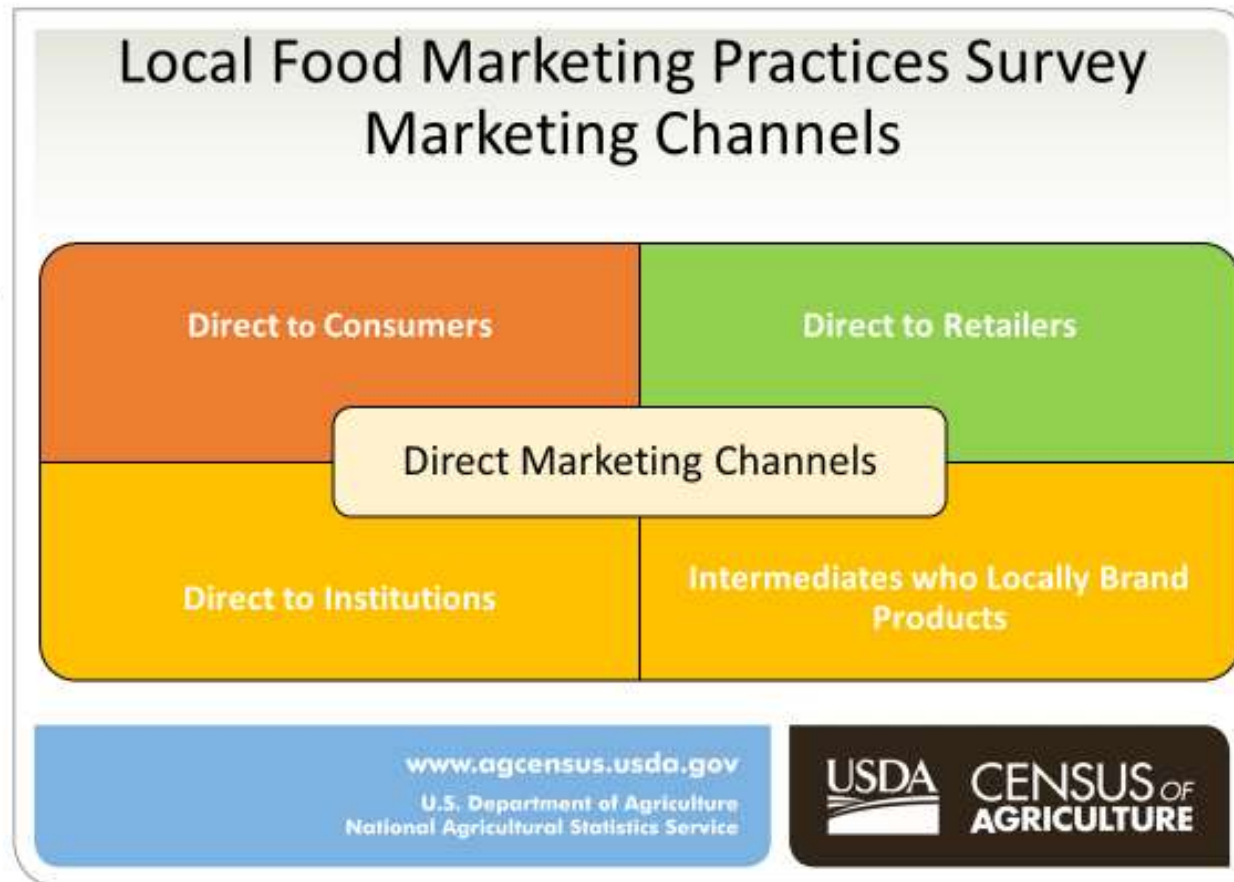 Local Food Marketing Practices Survey
Marketing Channels
Direct to Consumers
Direct to Retailers
Direct Marketing Channels
Direct to Institutions
Intermediates who Locally Brand
Products
www.agcensus.usda.gov
U.S. Department of Agriculture
National Agricultural Statistics Service
USDA
CENSUS OF
AGRICULTURE